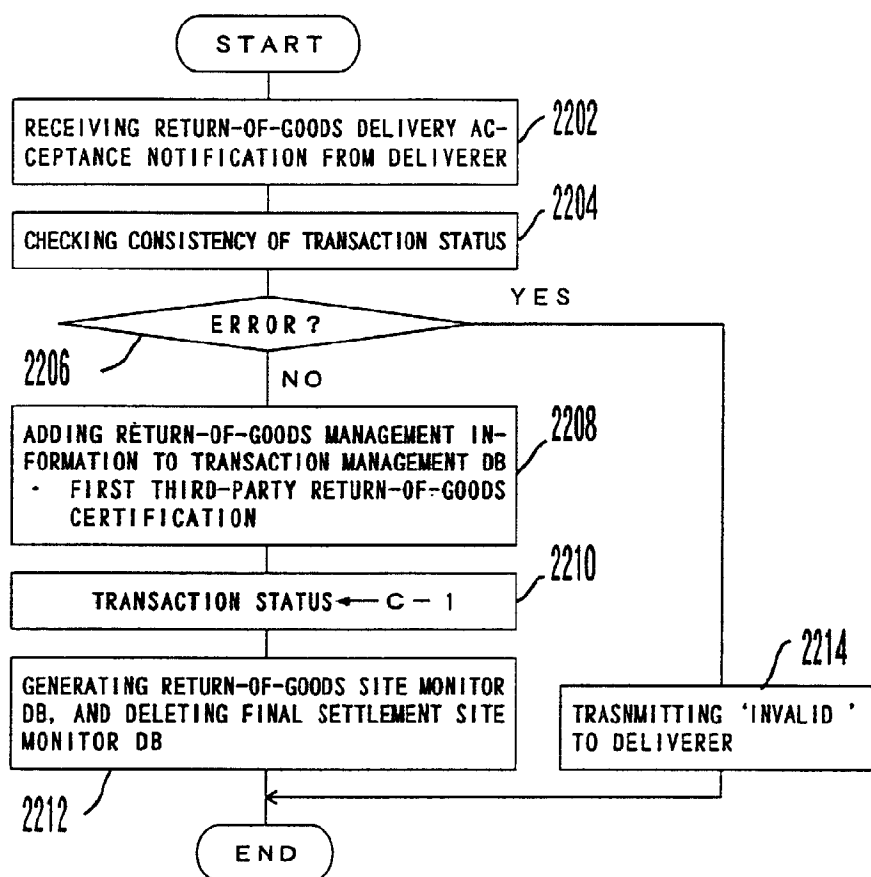 START
2202
RECEIVING RETURN-OF-GOODS DELIVERY AC-
CEPTANCE NOTIFICATION FROM DELIVERER
2204
CHECKING CONSISTENCY OF TRANSACTION STATUS
YES
ERROR?
2206
NO
2208
ADDING RETURN-OF-GOODS MANAGEMENT IN-
FORMATION TO TRANSACTION MANAGEMENT DB
· FIRST THIRD-PARTY RETURN-OF-GOODS
CERTIFICATION
2210
TRANSACTION STATUS ← C - 1
2214
GENERATING RETURN-OF-GOODS SITE MONITOR
DB, AND DELETING FINAL SETTLEMENT SITE
MONITOR DB
TRASNMITTING 'INVALID '
TO DELIVERER
2212
END